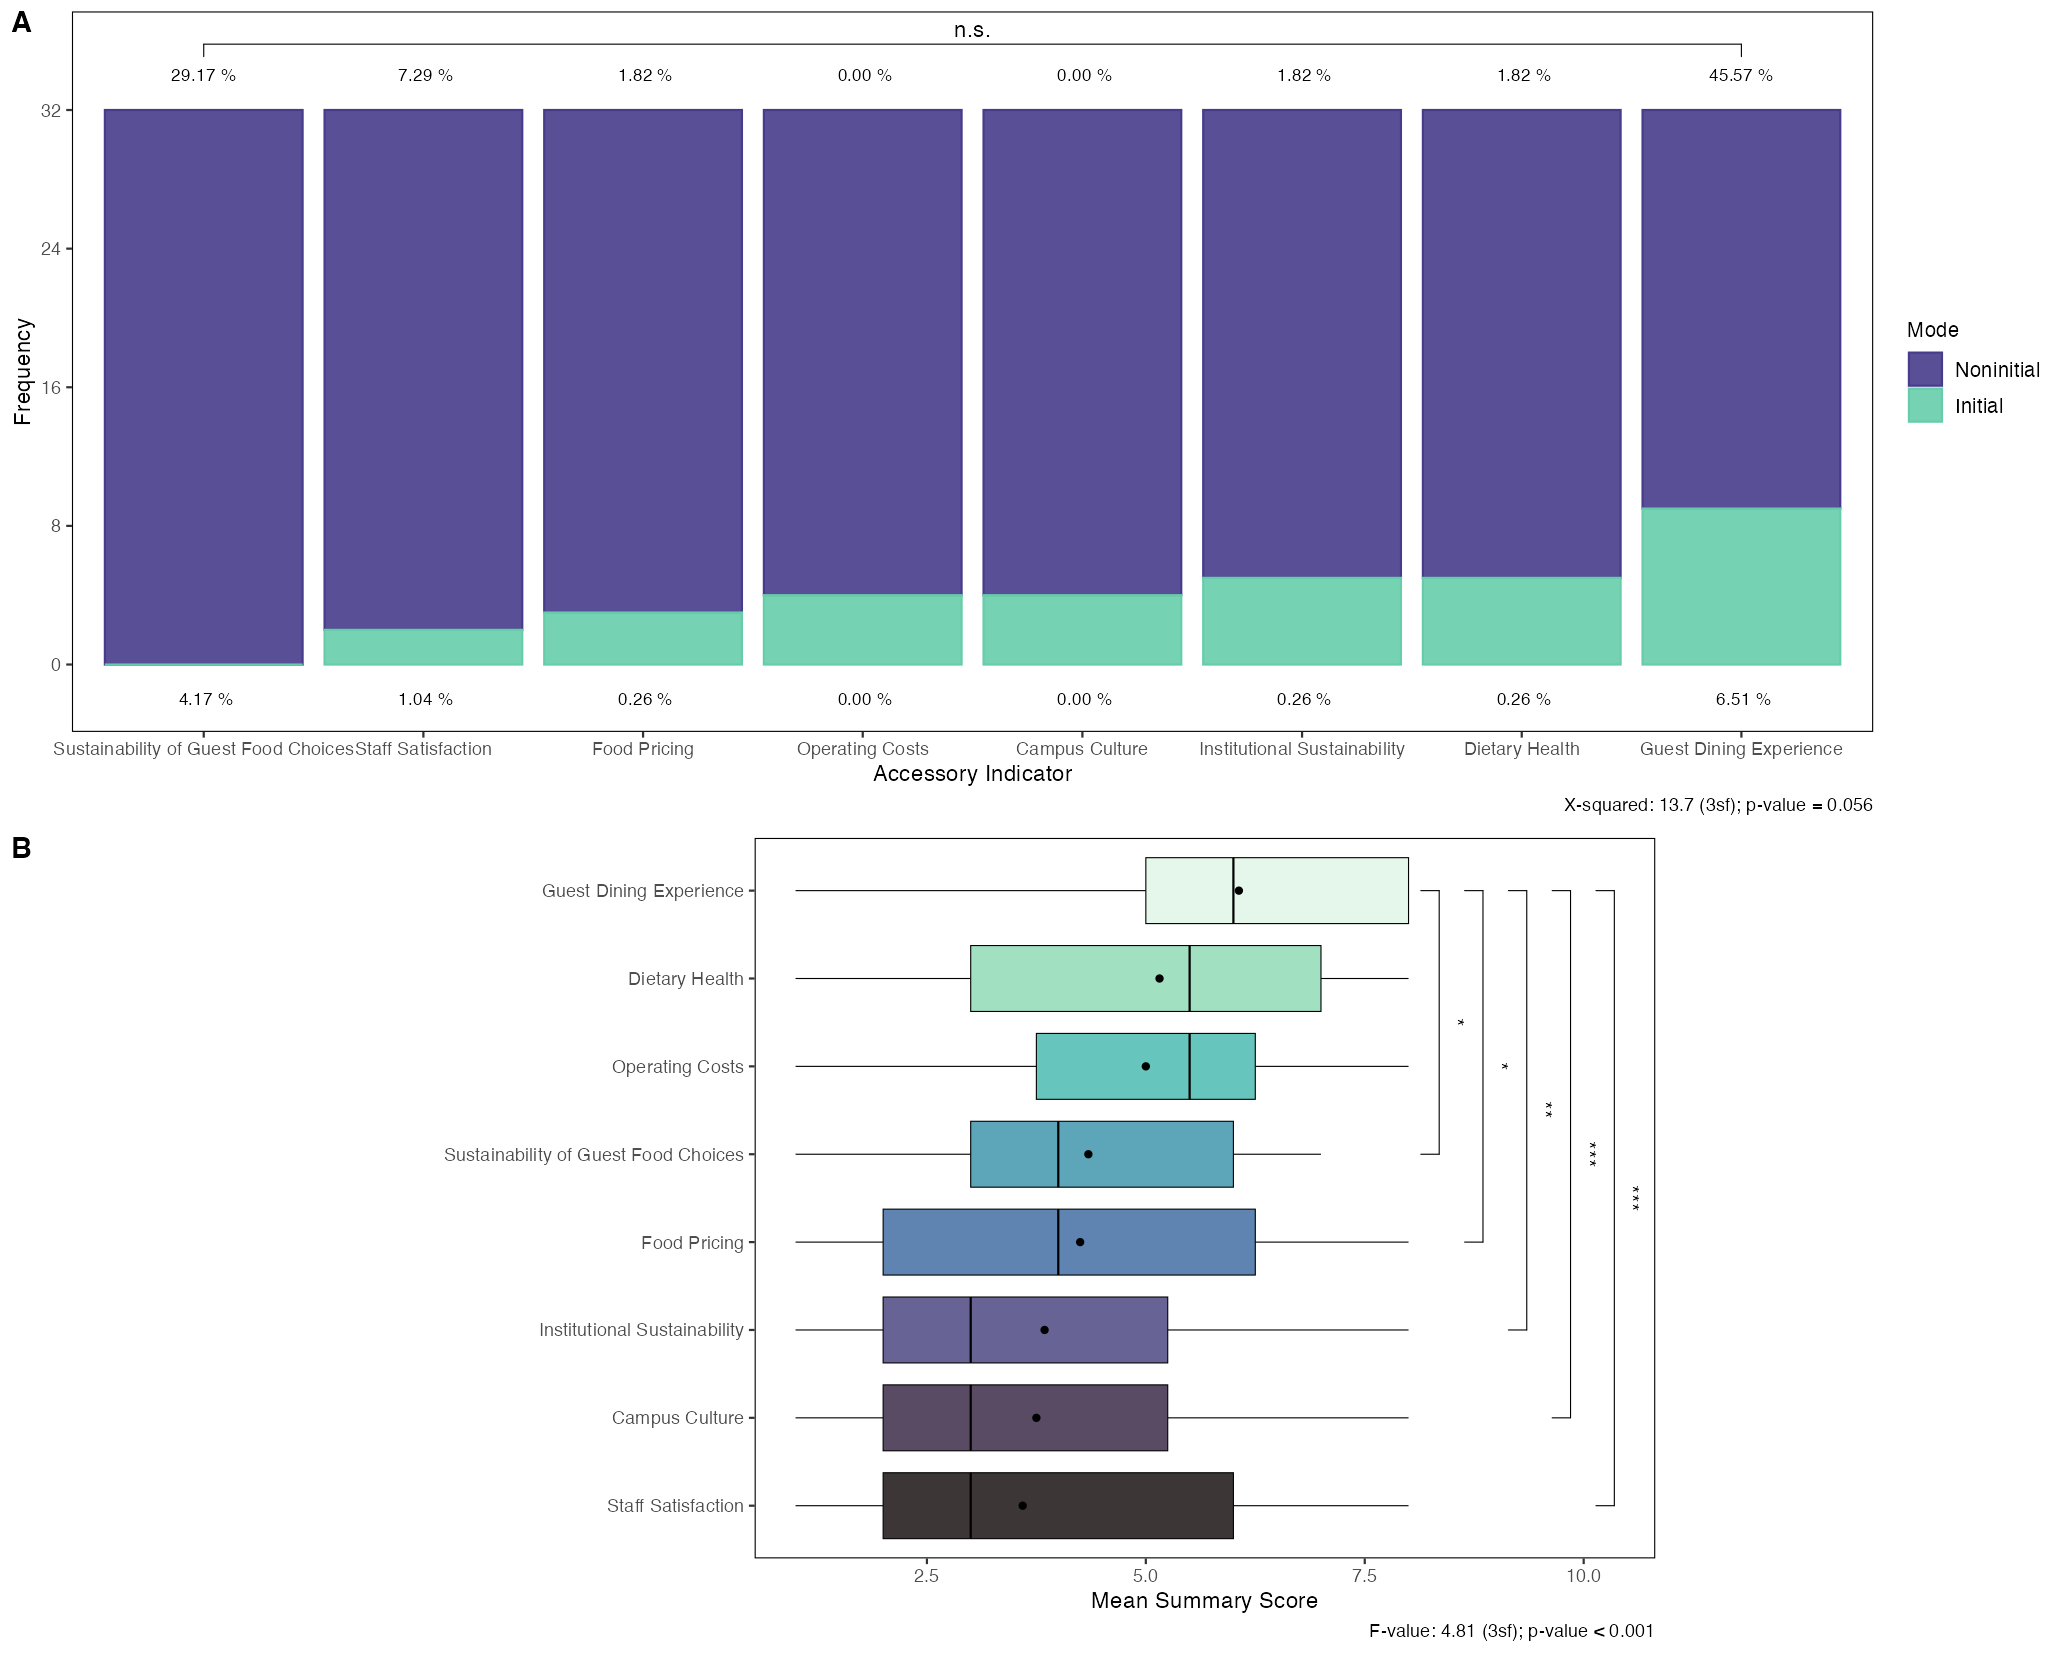 A
n.s.
29.17 % 7.29 % 1.82 % 0.00 % 0.00 % 1.82 % 1.82 % 45.57 %
32
24
16
8
0
Frequency
4.17 % 1.04 % 0.26 % 0.00 % 0.00 % 0.26 % 0.26 % 6.51 %
Sustainability of Guest Food Choices Staff Satisfaction Food Pricing Operating Costs Campus Culture Institutional Sustainability Dietary Health Guest Dining Experience
Accessory Indicator
X-squared: 13.7 (3sf); p-value = 0.056
Mode
Noninitial
Initial
B
Guest Dining Experience
Dietary Health
Operating Costs
Sustainability of Guest Food Choices
Food Pricing
Institutional Sustainability
Campus Culture
Staff Satisfaction
*
*
**
***
***
2.5 5.0 7.5 10.0
Mean Summary Score
F-value: 4.81 (3sf); p-value < 0.001